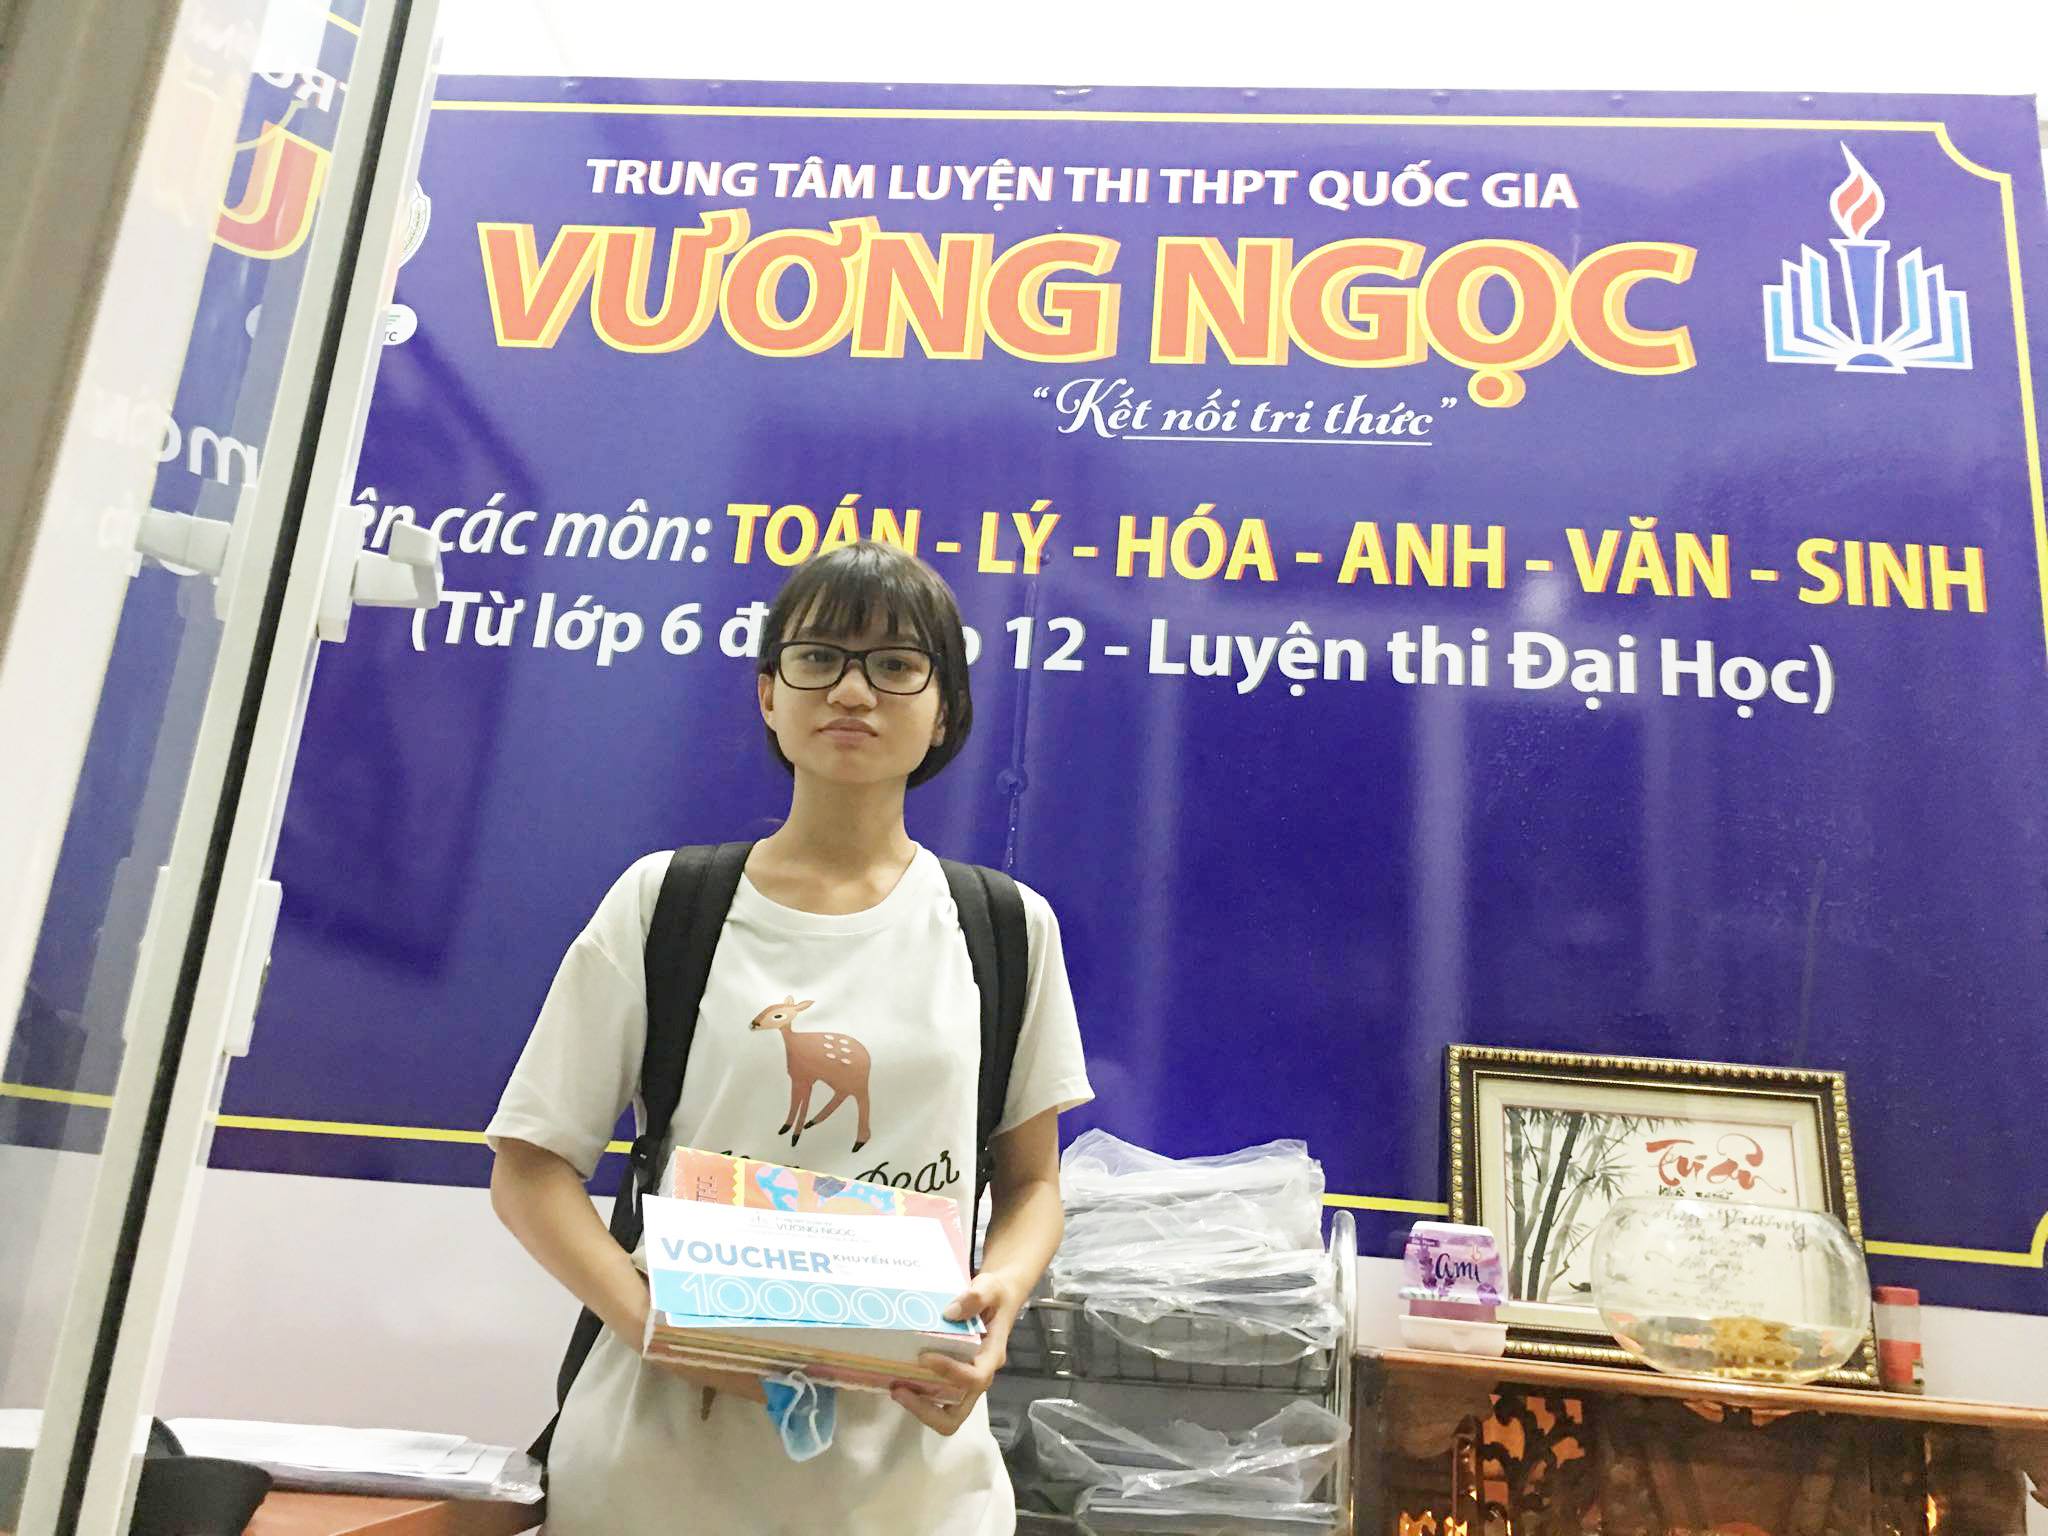 TRUNG TÂM LUYỆN THI THPT QUỐC GIA
VƯƠNG NGỌC
"Kết nối tri thức"
các môn: TOÁN - LÝ - HÓA - ANH - VĂN - SINH
(Từ lớp 6 12 - Luyện thi Đại Học)
VƯƠNG NGỌC
VOUCHER KHUYẾN HỌC
100000
ami